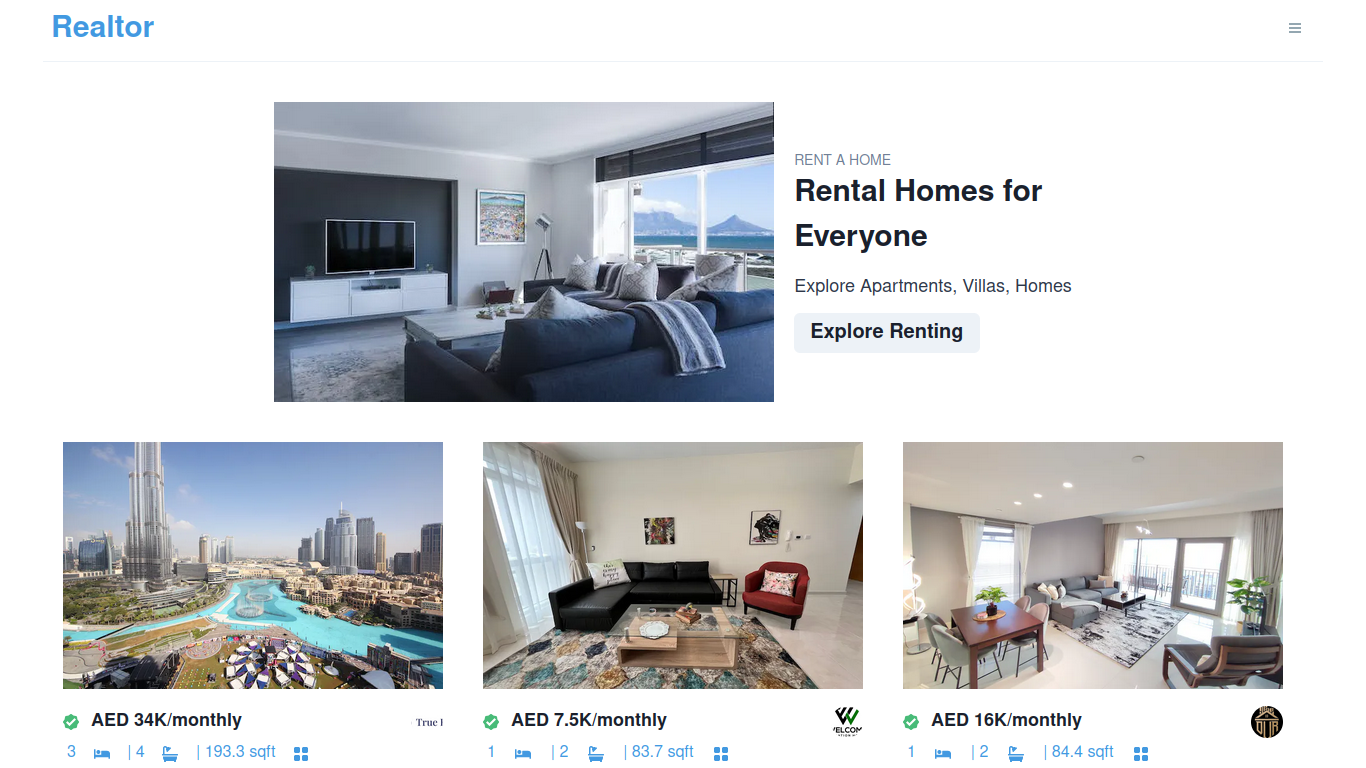 Realtor
RENT A HOME
Rental Homes for
Everyone
Explore Apartments, Villas, Homes
Explore Renting
AED 34K/monthly
True
3 | 4 | 193.3 sqft
AED 7.5K/monthly
1 | 2 | 83.7 sqft
AED 16K/monthly
1 | 2 | 84.4 sqft